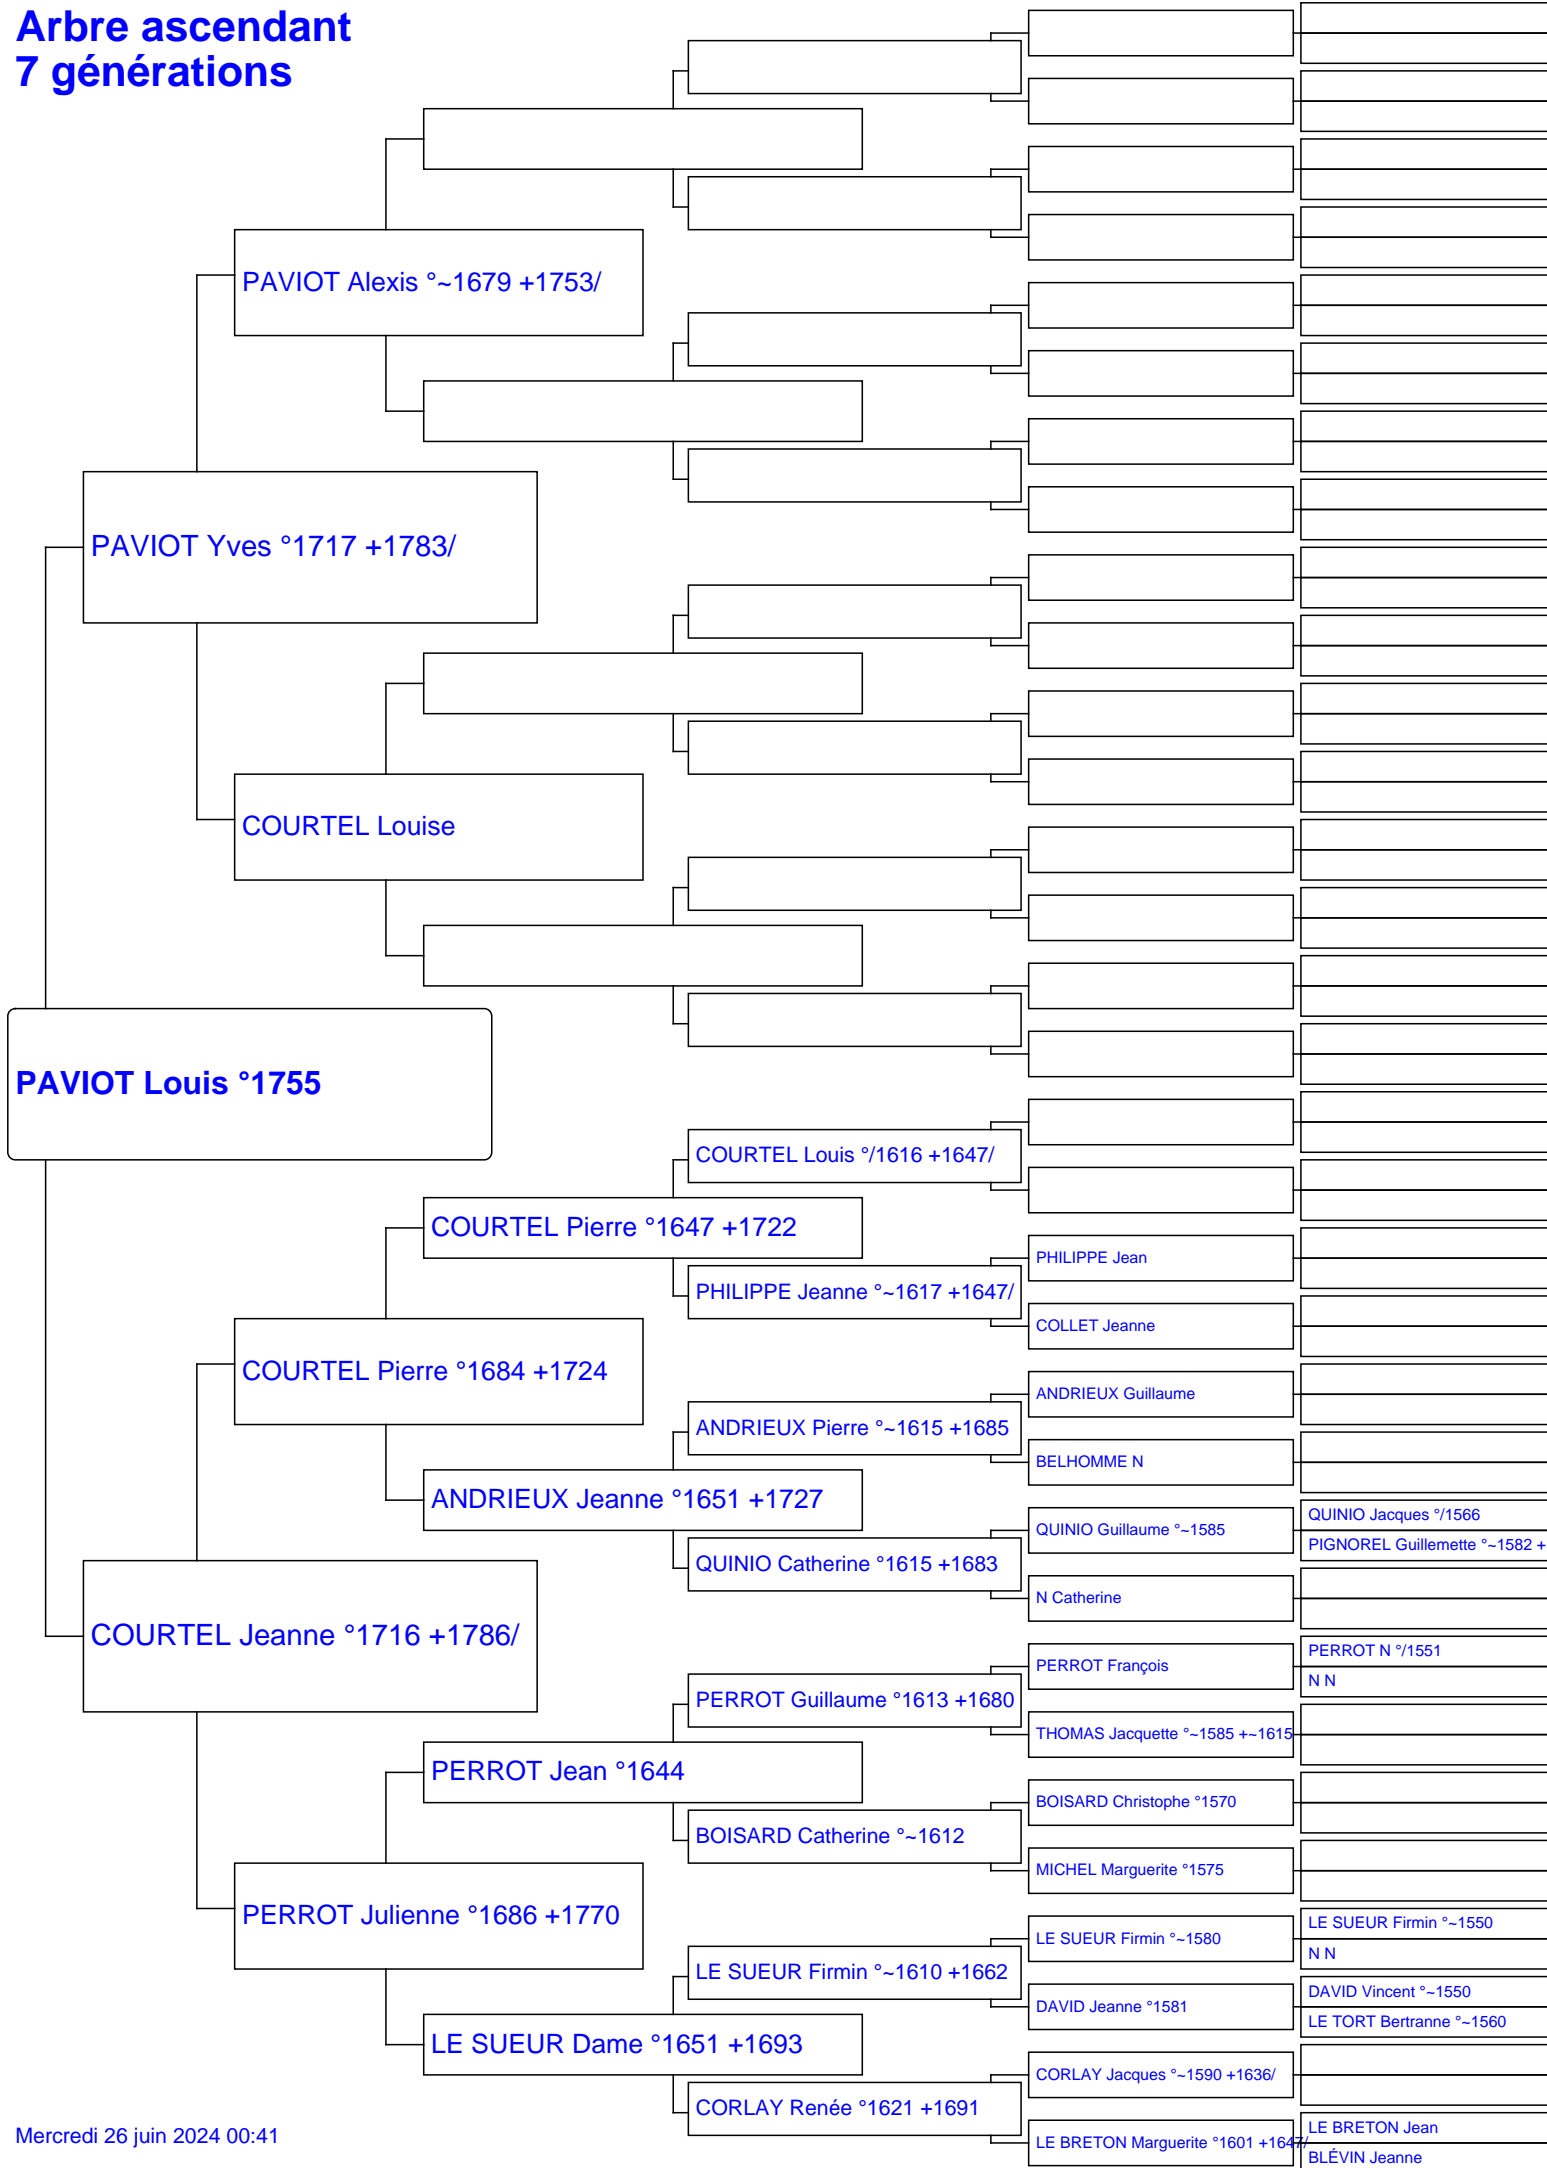 Arbre ascendant
7 générations
PAVIOT Alexis °~1679 +1753/
PAVIOT Yves °1717 +1783/
COURTEL Louise
PAVIOT Louis °1755
COURTEL Louis °/1616 +1647/
COURTEL Pierre °1647 +1722
PHILIPPE Jean
PHILIPPE Jeanne °~1617 +1647/
COLLET Jeanne
COURTEL Pierre °1684 +1724
ANDRIEUX Guillaume
ANDRIEUX Pierre °~1615 +1685
BELHOMME N
ANDRIEUX Jeanne °1651 +1727
QUINIO Jacques °/1566
QUINIO Guillaume °~1585
PIGNOREL Guillemette °~1582 +
QUINIO Catherine °1615 +1683
N Catherine
COURTEL Jeanne °1716 +1786/
PERROT N °/1551
PERROT François
N N
PERROT Guillaume °1613 +1680
THOMAS Jacquette °~1585 +~1615
PERROT Jean °1644
BOISARD Christophe °1570
BOISARD Catherine °~1612
MICHEL Marguerite °1575
PERROT Julienne °1686 +1770
LE SUEUR Firmin °~1550
LE SUEUR Firmin °~1580
N N
LE SUEUR Firmin °~1610 +1662
DAVID Vincent °~1550
DAVID Jeanne °1581
LE TORT Bertranne °~1560
LE SUEUR Dame °1651 +1693
CORLAY Jacques °~1590 +1636/
CORLAY Renée °1621 +1691
LE BRETON Jean
LE BRETON Marguerite °1601 +1647/
BLÉVIN Jeanne
Mercredi 26 juin 2024 00:41